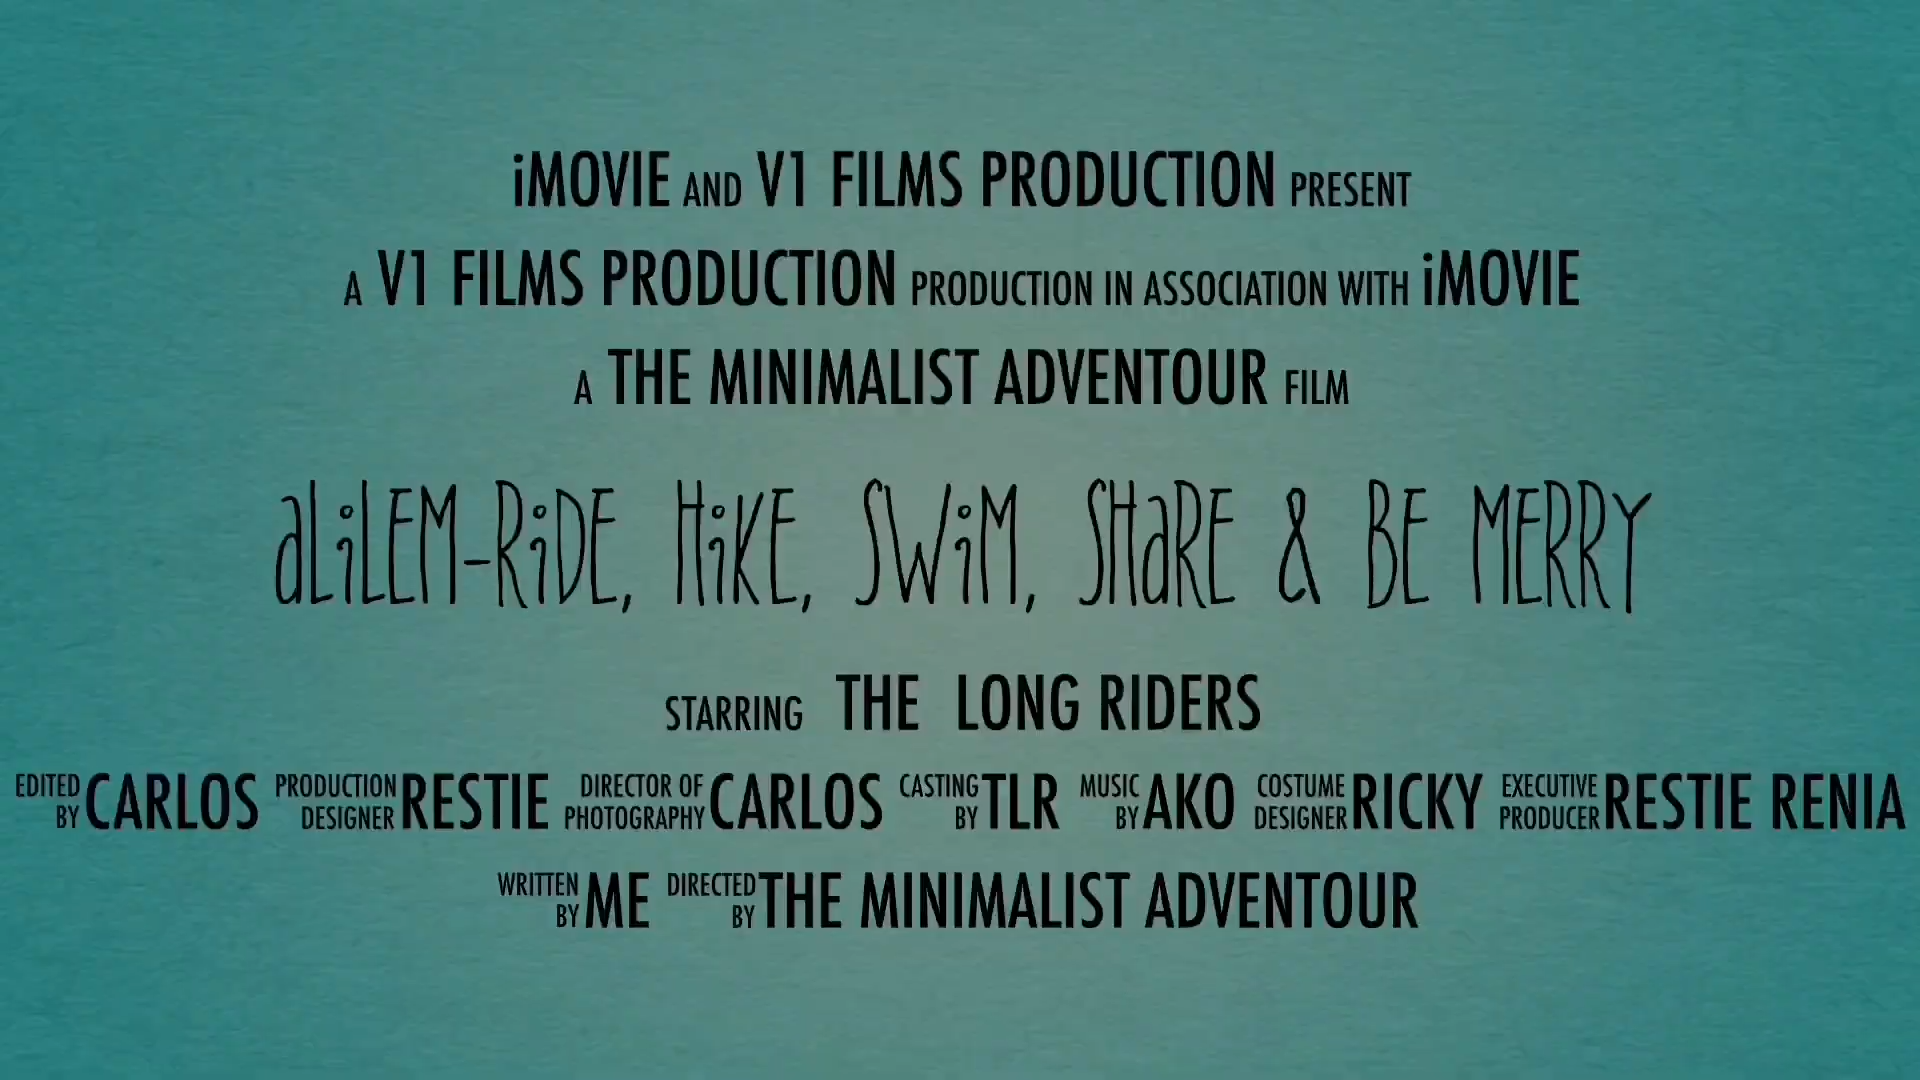 iMOVIE AND V1 FILMS PRODUCTION PRESENT
A V1 FILMS PRODUCTION PRODUCTION IN ASSOCIATION WITH iMOVIE
A THE MINIMALIST ADVENTOUR FILM
aLiLEM-RiDE, HiKE, SWiM, SHaRE & BE MERRY
STARRING THE LONG RIDERS
EDITED BY CARLOS PRODUCTION DESIGNER RESTIE DIRECTOR OF PHOTOGRAPHY CARLOS CASTING BY TLR MUSIC BY AKO COSTUME DESIGNER RICKY EXECUTIVE PRODUCER RESTIE RENIA
WRITTEN BY ME DIRECTED BY THE MINIMALIST ADVENTOUR